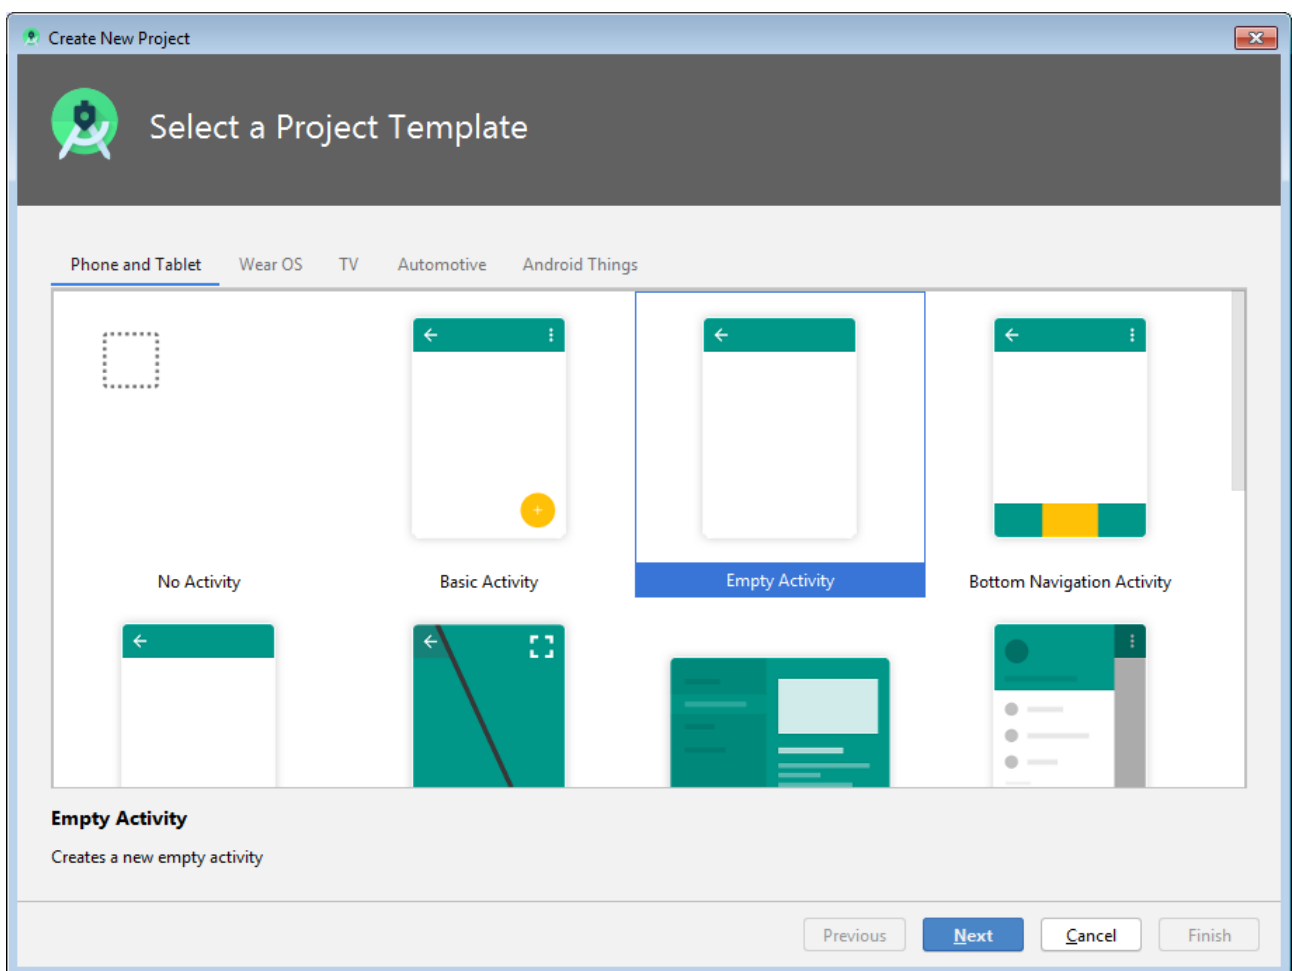 Create New Project
Select a Project Template
Phone and Tablet Wear OS TV Automotive Android Things
No Activity Basic Activity Empty Activity Bottom Navigation Activity
Empty Activity
Creates a new empty activity
Previous Next Cancel Finish